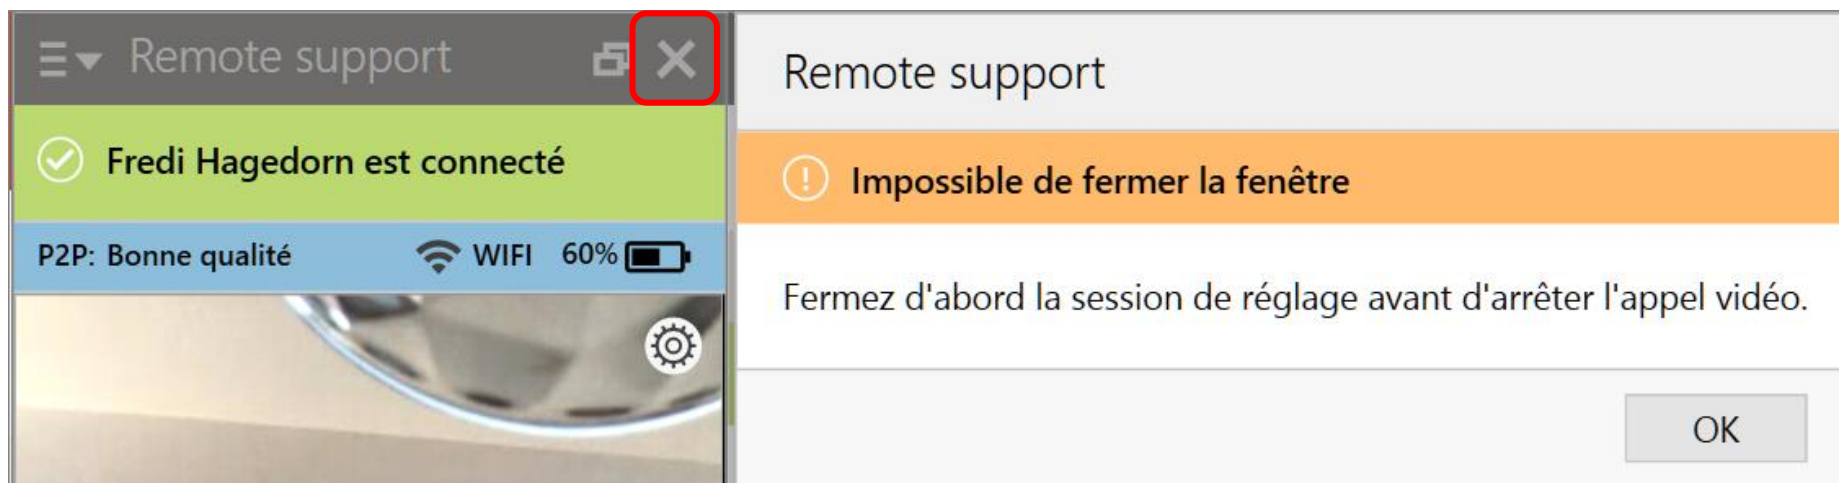 Remote support
Fredi Hagedorn est connecté
P2P: Bonne qualité WIFI 60%
Remote support
Impossible de fermer la fenêtre
Fermez d'abord la session de réglage avant d'arrêter l'appel vidéo.
OK